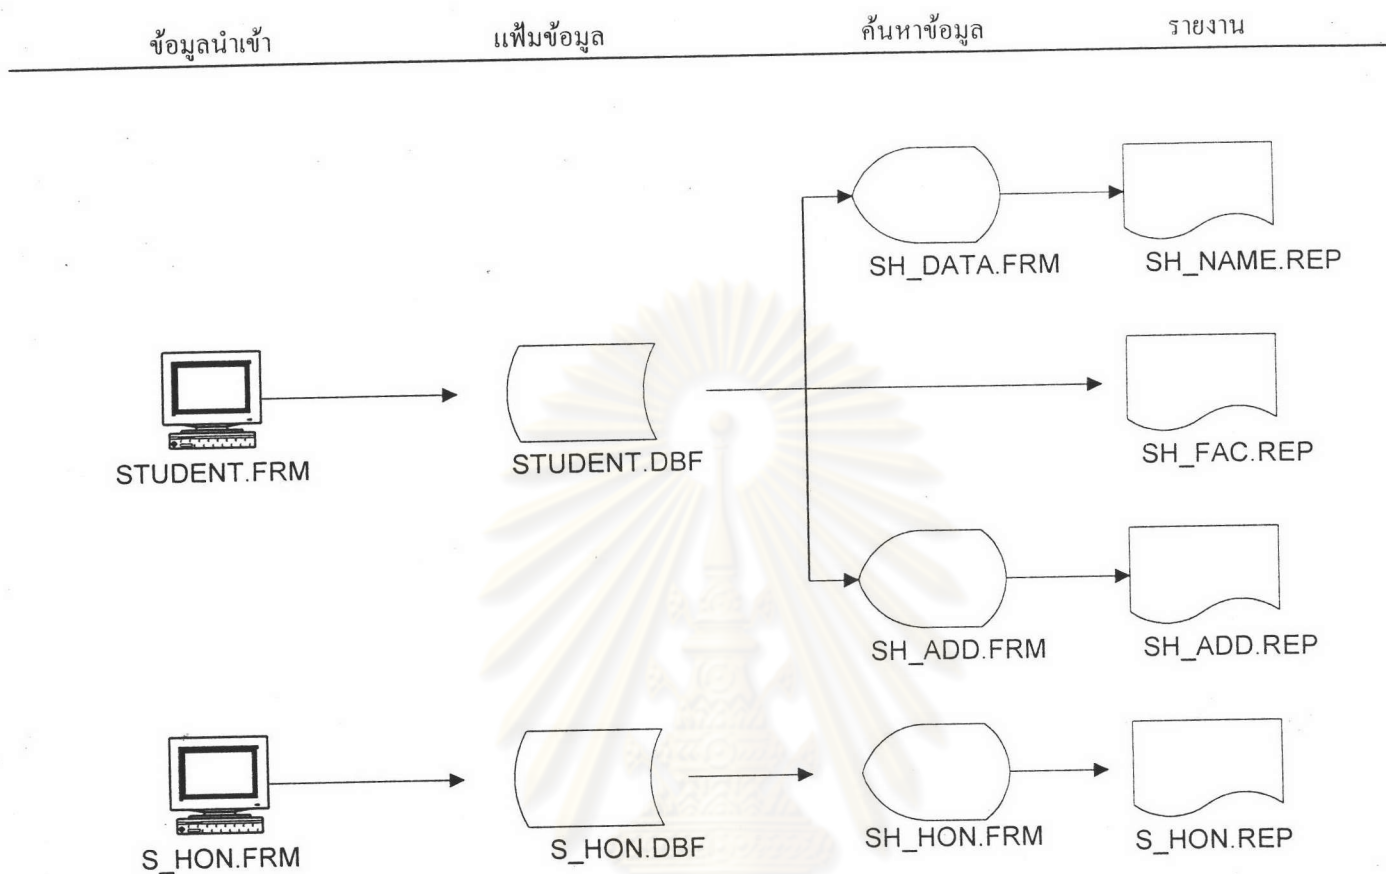 ข้อมูลนำเข้า แฟ้มข้อมูล ค้นหาข้อมูล รายงาน
SH_DATA.FRM SH_NAME.REP
STUDENT.FRM STUDENT.DBF SH_FAC.REP
SH_ADD.FRM SH_ADD.REP
S_HON.FRM S_HON.DBF SH_HON.FRM S_HON.REP